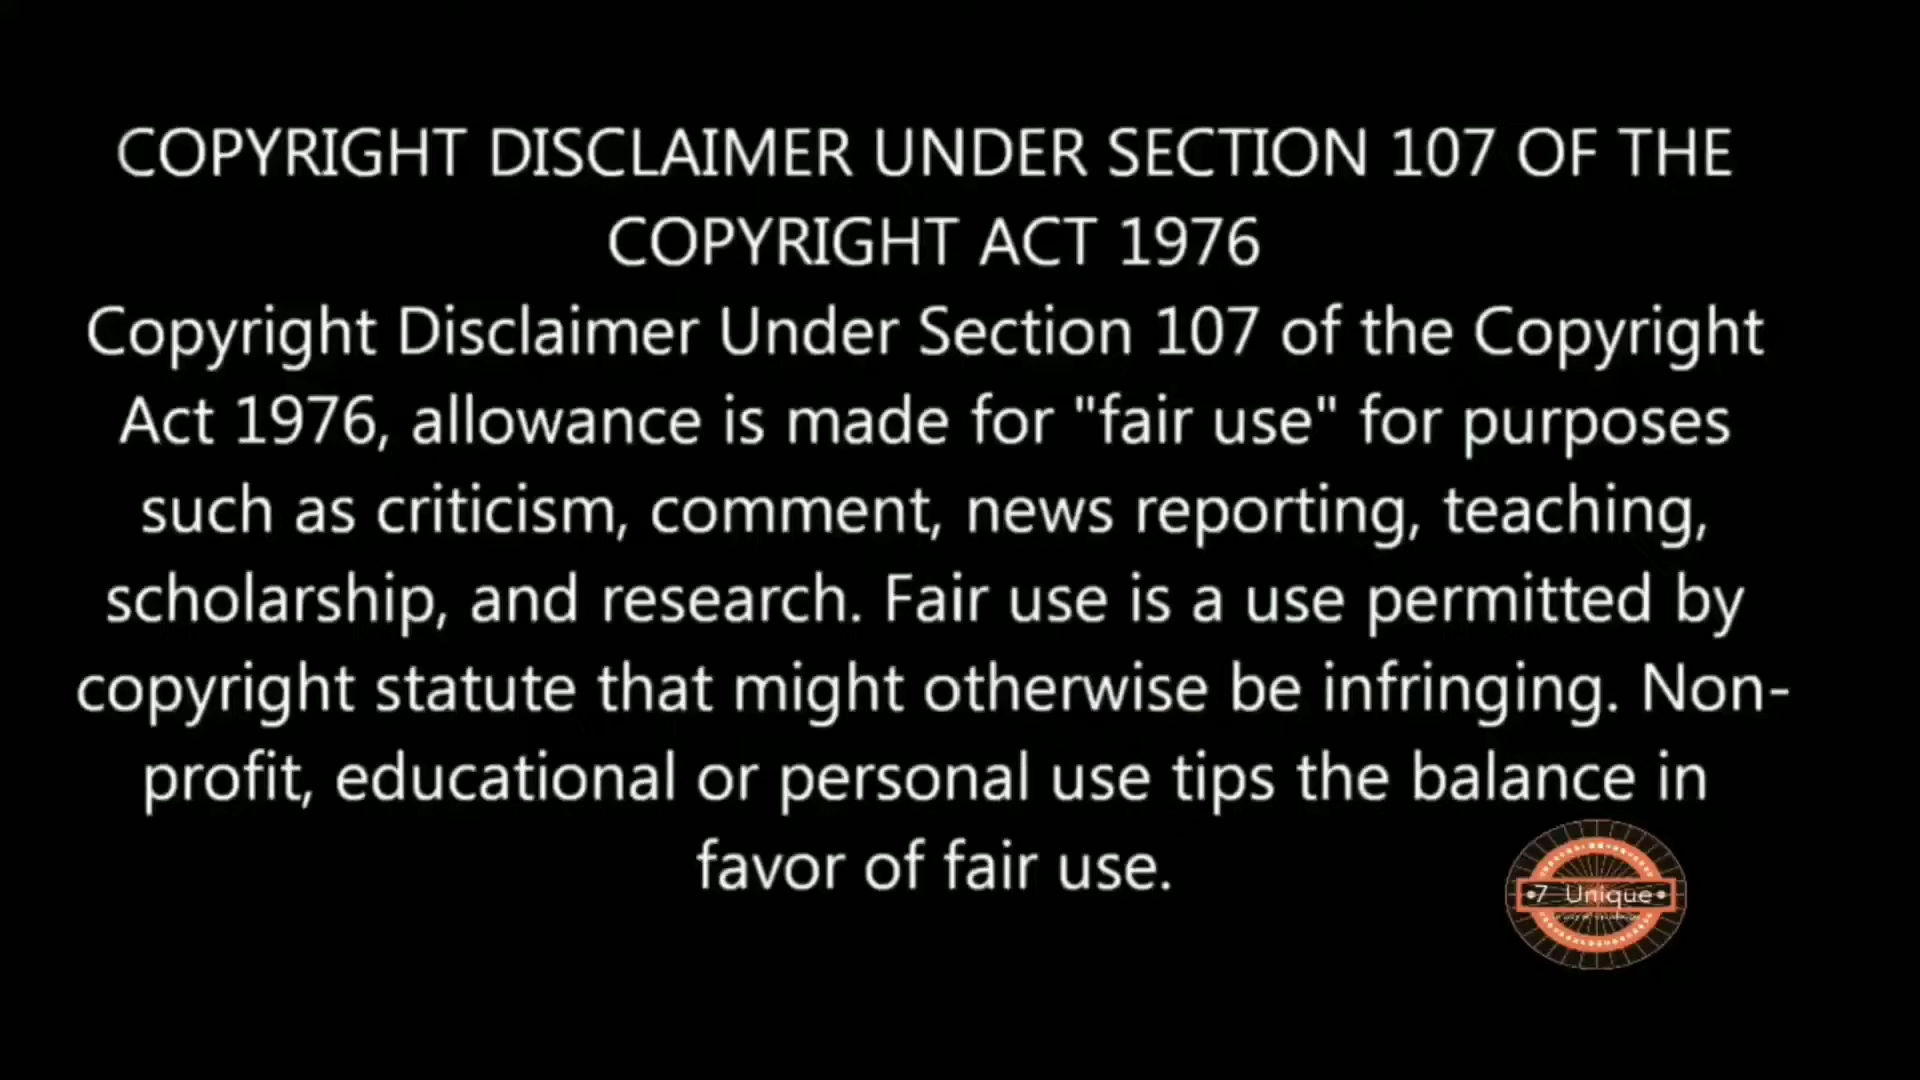 COPYRIGHT DISCLAIMER UNDER SECTION 107 OF THE
COPYRIGHT ACT 1976
Copyright Disclaimer Under Section 107 of the Copyright
Act 1976, allowance is made for "fair use" for purposes
such as criticism, comment, news reporting, teaching,
scholarship, and research. Fair use is a use permitted by
copyright statute that might otherwise be infringing. Non-
profit, educational or personal use tips the balance in
favor of fair use.
7 Unique